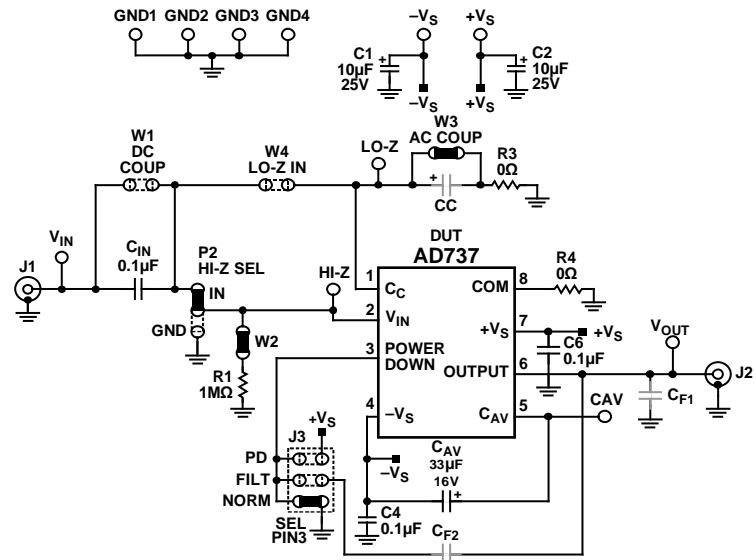 GND1 GND2 GND3 GND4
–VS
+VS
C1
10µF
25V
C2
10µF
25V
–VS
+VS
W1
DC
COUP
W4
LO-Z IN
LO-Z
W3
AC COUP
CC
R3
0Ω
VIN
J1
CIN
0.1µF
P2
HI-Z SEL
IN
GND
HI-Z
W2
R1
1MΩ
DUT
AD737
1
CC
2
VIN
3
POWER
DOWN
4
–VS
COM
8
+VS
7
OUTPUT
6
CAV
5
R4
0Ω
+VS
C6
0.1µF
VOUT
J2
CF1
CAV
–VS
CAV
33µF
16V
C4
0.1µF
CF2
+VS
J3
PD
FILT
NORM
SEL
PIN3